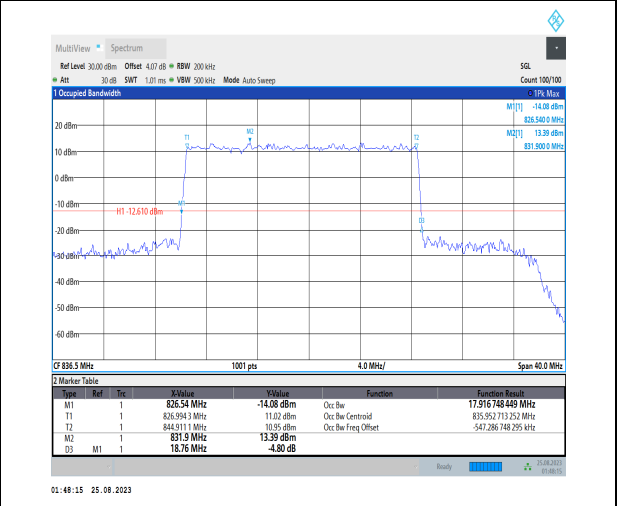 MultiView Spectrum
Ref Level 30.00 dBm Offset 4.07 dB RBW 200 kHz SGL
Att 30 dB SWT 1.01 ms VBW 500 kHz Mode Auto Sweep Count 100/100
1 Occupied Bandwidth 1Pk Max
M1[1] -14.08 dBm
826.540 0 MHz
M2[1] 13.39 dBm
831.900 0 MHz
20 dBm
T1 M2 T2
10 dBm
0 dBm
-10 dBm
M1
H1 -12.610 dBm
D3
-20 dBm
-30 dBm
-40 dBm
-50 dBm
-60 dBm
CF 836.5 MHz 1001 pts 4.0 MHz/ Span 40.0 MHz
2 Marker Table
Type Ref Trc X-Value Y-Value Function Function Result
M1 1 826.54 MHz -14.08 dBm Occ Bw 17.916 748 449 MHz
T1 1 826.994 3 MHz 11.02 dBm Occ Bw Centroid 835.952 713 252 MHz
T2 1 844.911 1 MHz 10.95 dBm Occ Bw Freq Offset -547.286 748 295 kHz
M2 1 831.9 MHz 13.39 dBm
D3 M1 1 18.76 MHz -4.80 dB
Ready 25.08.2023
01:48:15
01:48:15 25.08.2023